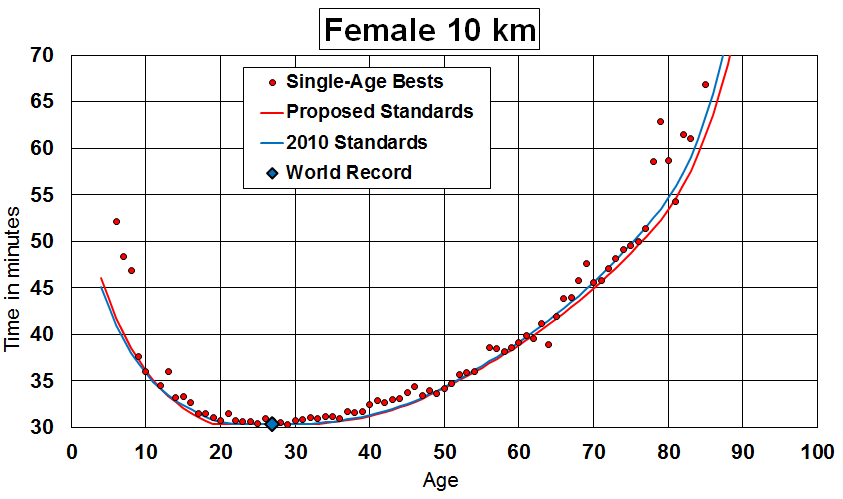 Female 10 km
70
65
60
55
50
45
40
35
30
Time in minutes
Single-Age Bests
Proposed Standards
2010 Standards
World Record
0 10 20 30 40 50 60 70 80 90 100
Age